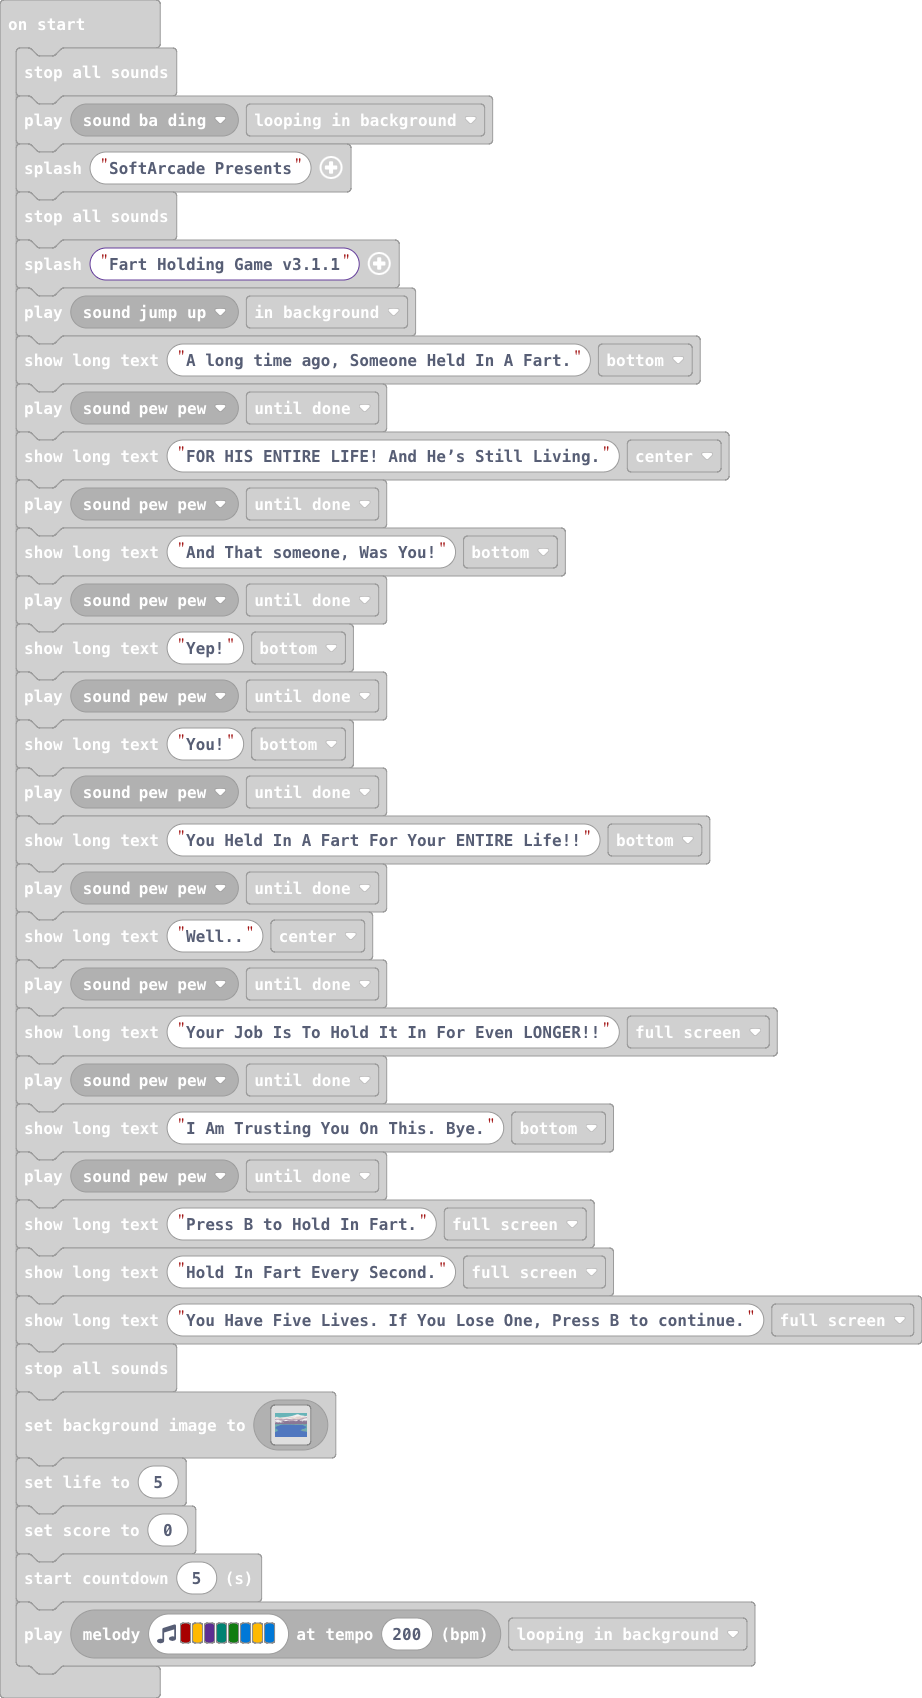 on start
stop all sounds
play sound ba ding looping in background
splash "SoftArcade Presents"
stop all sounds
splash "Fart Holding Game v3.1.1"
play sound jump up in background
show long text "A long time ago, Someone Held In A Fart." bottom
play sound pew pew until done
show long text "FOR HIS ENTIRE LIFE! And He’s Still Living." center
play sound pew pew until done
show long text "And That someone, Was You!" bottom
play sound pew pew until done
show long text "Yep!" bottom
play sound pew pew until done
show long text "You!" bottom
play sound pew pew until done
show long text "You Held In A Fart For Your ENTIRE Life!!" bottom
play sound pew pew until done
show long text "Well.." center
play sound pew pew until done
show long text "Your Job Is To Hold It In For Even LONGER!!" full screen
play sound pew pew until done
show long text "I Am Trusting You On This. Bye." bottom
play sound pew pew until done
show long text "Press B to Hold In Fart." full screen
show long text "Hold In Fart Every Second." full screen
show long text "You Have Five Lives. If You Lose One, Press B to continue." full screen
stop all sounds
set background image to
set life to 5
set score to 0
start countdown 5 (s)
play melody at tempo 200 (bpm) looping in background